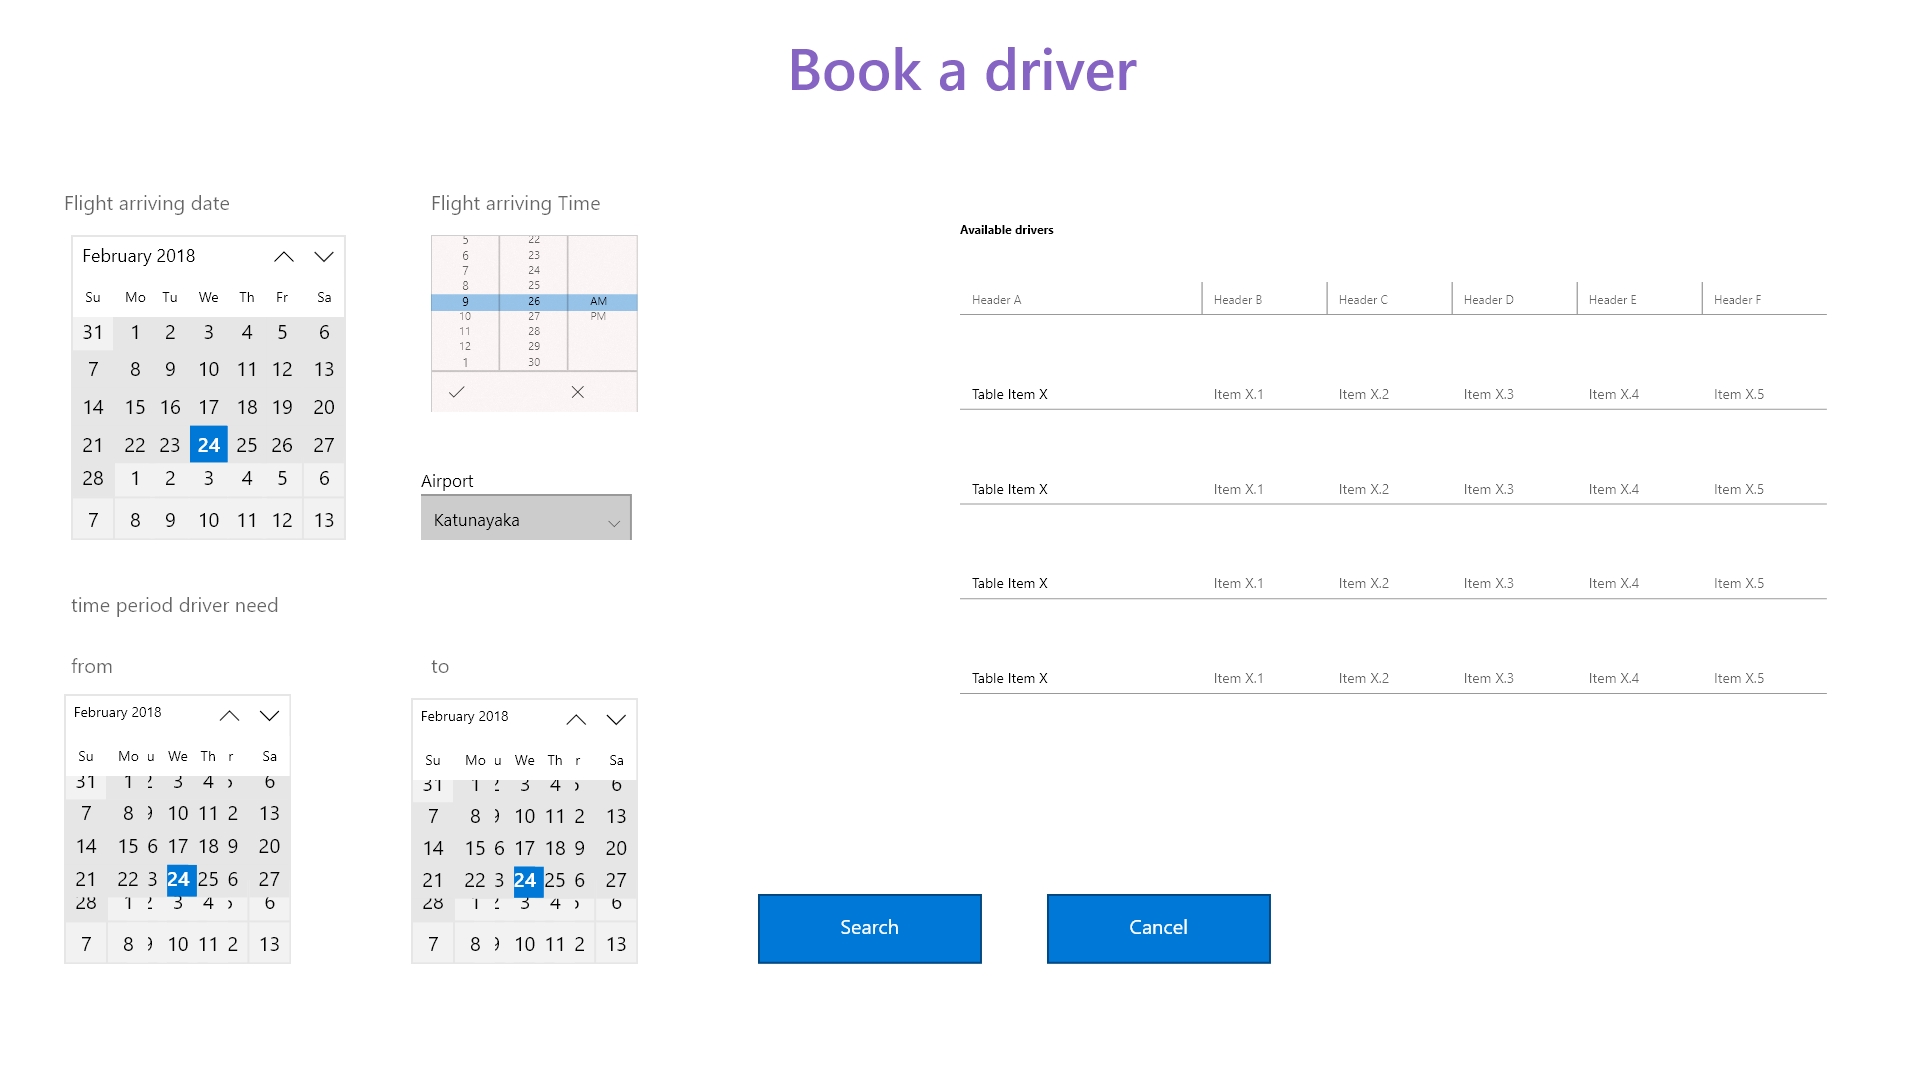 Book a driver
Flight arriving date
February 2018
Su Mo Tu We Th Fr Sa
31 1 2 3 4 5 6
7 8 9 10 11 12 13
14 15 16 17 18 19 20
21 22 23 24 25 26 27
28 1 2 3 4 5 6
7 8 9 10 11 12 13
Flight arriving Time
5 22
6 23
7 24
8 25
9 26 AM
10 27 PM
11 28
12 29
1 30
Airport
Katunayaka
time period driver need
from
February 2018
Su Mo u We Th r Sa
31 1 2 3 4 6
7 8 9 10 11 2 13
14 15 6 17 18 9 20
21 22 3 24 25 6 27
28 1 2 3 4 6
7 8 9 10 11 2 13
to
February 2018
Su Mo u We Th r Sa
31 1 2 3 4 6
7 8 9 10 11 2 13
14 15 6 17 18 9 20
21 22 3 24 25 6 27
28 1 2 3 4 6
7 8 9 10 11 2 13
Available drivers
Header A Header B Header C Header D Header E Header F
Table Item X Item X.1 Item X.2 Item X.3 Item X.4 Item X.5
Table Item X Item X.1 Item X.2 Item X.3 Item X.4 Item X.5
Table Item X Item X.1 Item X.2 Item X.3 Item X.4 Item X.5
Table Item X Item X.1 Item X.2 Item X.3 Item X.4 Item X.5
Search
Cancel